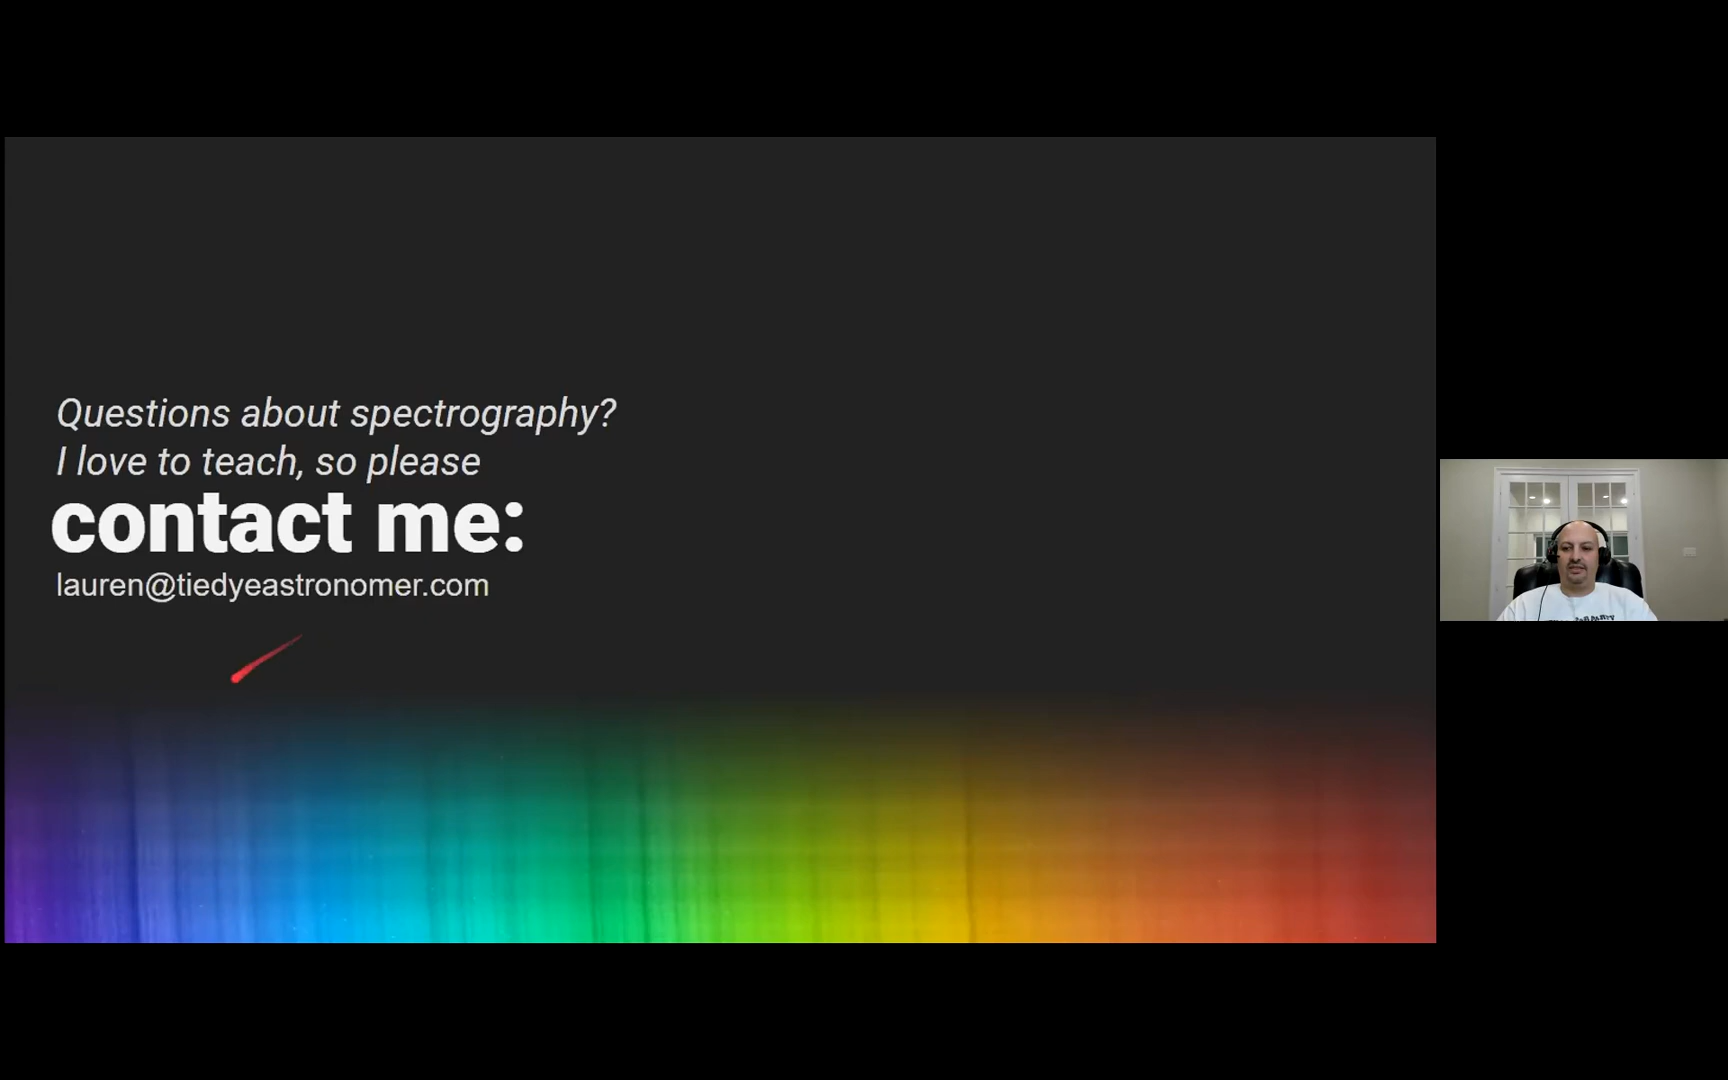 Questions about spectrography?
I love to teach, so please
contact me:
lauren@tiedyeastronomer.com